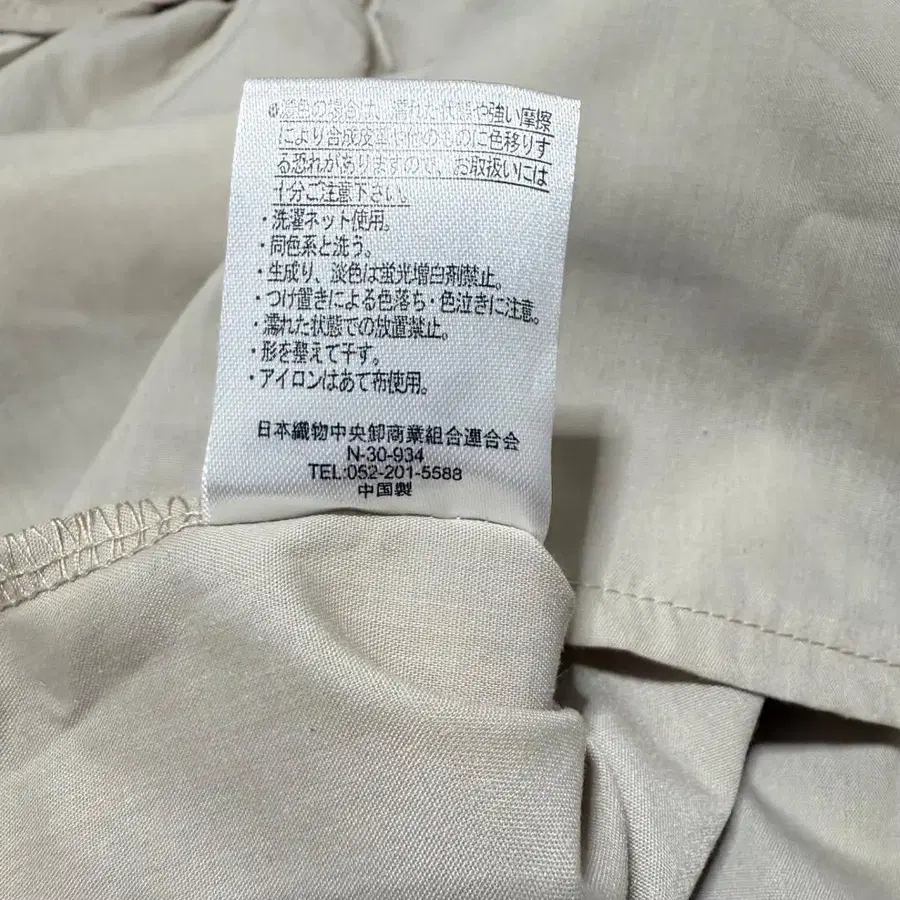 ※濃色の場合は、濡れた状態や強い摩擦
により合成皮革や他のものに色移りす
る恐れがありますので、お取扱いには
十分ご注意下さい。
・洗濯ネット使用。
・同色系と洗う。
・生成り、淡色は蛍光増白剤禁止。
・つけ置きによる色落ち・色泣きに注意。
・濡れた状態での放置禁止。
・形を整えて干す。
・アイロンはあて布使用。
日本織物中央卸商業組合連合会
N-30-934
TEL:052-201-5588
中国製